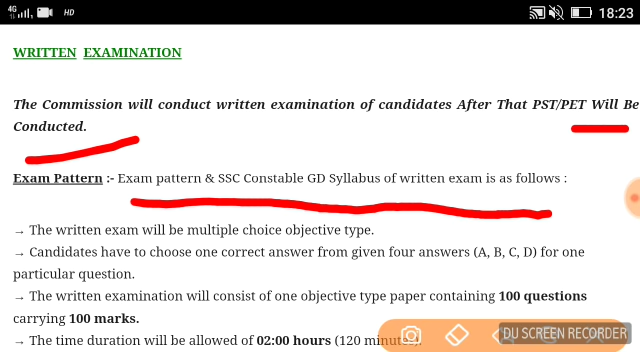 4G HD 18:23
WRITTEN EXAMINATION
The Commission will conduct written examination of candidates After That PST/PET Will Be
Conducted.
Exam Pattern :- Exam pattern & SSC Constable GD Syllabus of written exam is as follows :
→ The written exam will be multiple choice objective type.
→ Candidates have to choose one correct answer from given four answers (A, B, C, D) for one
particular question.
→ The written examination will consist of one objective type paper containing 100 questions
carrying 100 marks.
→ The time duration will be allowed of 02:00 hours (120 minutes).
DU SCREEN RECORDER